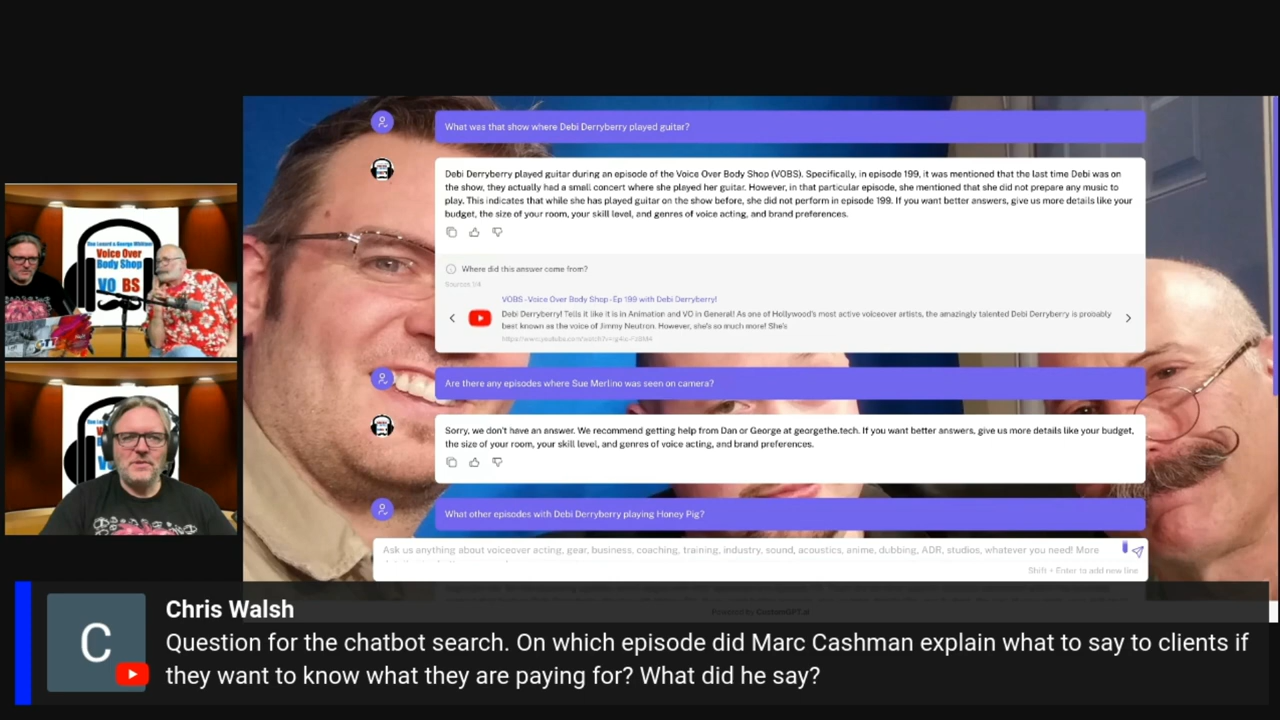 What was that show where Debi Derryberry played guitar?
Debi Derryberry played guitar during an episode of the Voice Over Body Shop (VOBS). Specifically, in episode 199, it was mentioned that the last time Debi was on
the show, they actually had a small concert where she played her guitar. However, in that particular episode, she mentioned that she did not prepare any music to
play. This indicates that while she has played guitar on the show before, she did not perform in episode 199. If you want better answers, give us more details like your
budget, the size of your room, your skill level, and genres of voice acting, and brand preferences.
Where did this answer come from?
Sources 1/4
VOBS - Voice Over Body Shop - Ep 199 with Debi Derryberry!
Debi Derryberry! Tells it like it is in Animation and VO in General! As one of Hollywood's most active voiceover artists, the amazingly talented Debi Derryberry is probably
best known as the voice of Jimmy Neutron. However, she's so much more! She's
Voice Over
Body Shop
VO BS
Are there any episodes where Sue Merlino was seen on camera?
Sorry, we don't have an answer. We recommend getting help from Dan or George at georgethe.tech. If you want better answers, give us more details like your budget,
the size of your room, your skill level, and genres of voice acting, and brand preferences.
What other episodes with Debi Derryberry playing Honey Pig?
Ask us anything about voiceover acting, gear, business, coaching, training, industry, sound, acoustics, anime, dubbing, ADR, studios, whatever you need! More
Shift + Enter to add new line
Powered by CustomGPT.ai
C
Chris Walsh
Question for the chatbot search. On which episode did Marc Cashman explain what to say to clients if
they want to know what they are paying for? What did he say?